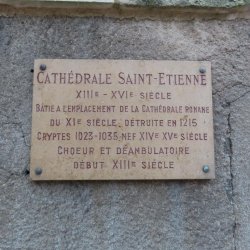 CATHÉDRALE SAINT-ETIENNE
XIIIe - XVIe SIÈCLE
BÂTIE A L'EMPLACEMENT DE LA CATHÉDRALE ROMANE
DU XIe SIÈCLE, DÉTRUITE EN 1215
CRYPTES 1023-1035, NEF XIVe XVe SIÈCLE
CHOEUR ET DÉAMBULATOIRE
DÉBUT XIIIe SIÈCLE